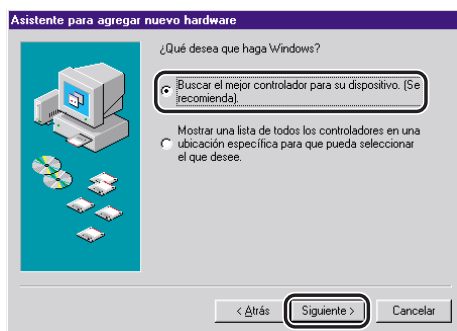 Asistente para agregar nuevo hardware
¿Qué desea que haga Windows?
Buscar el mejor controlador para su dispositivo. (Se
recomienda).
Mostrar una lista de todos los controladores en una
ubicación específica para que pueda seleccionar
el que desee.
< Atrás
Siguiente >
Cancelar